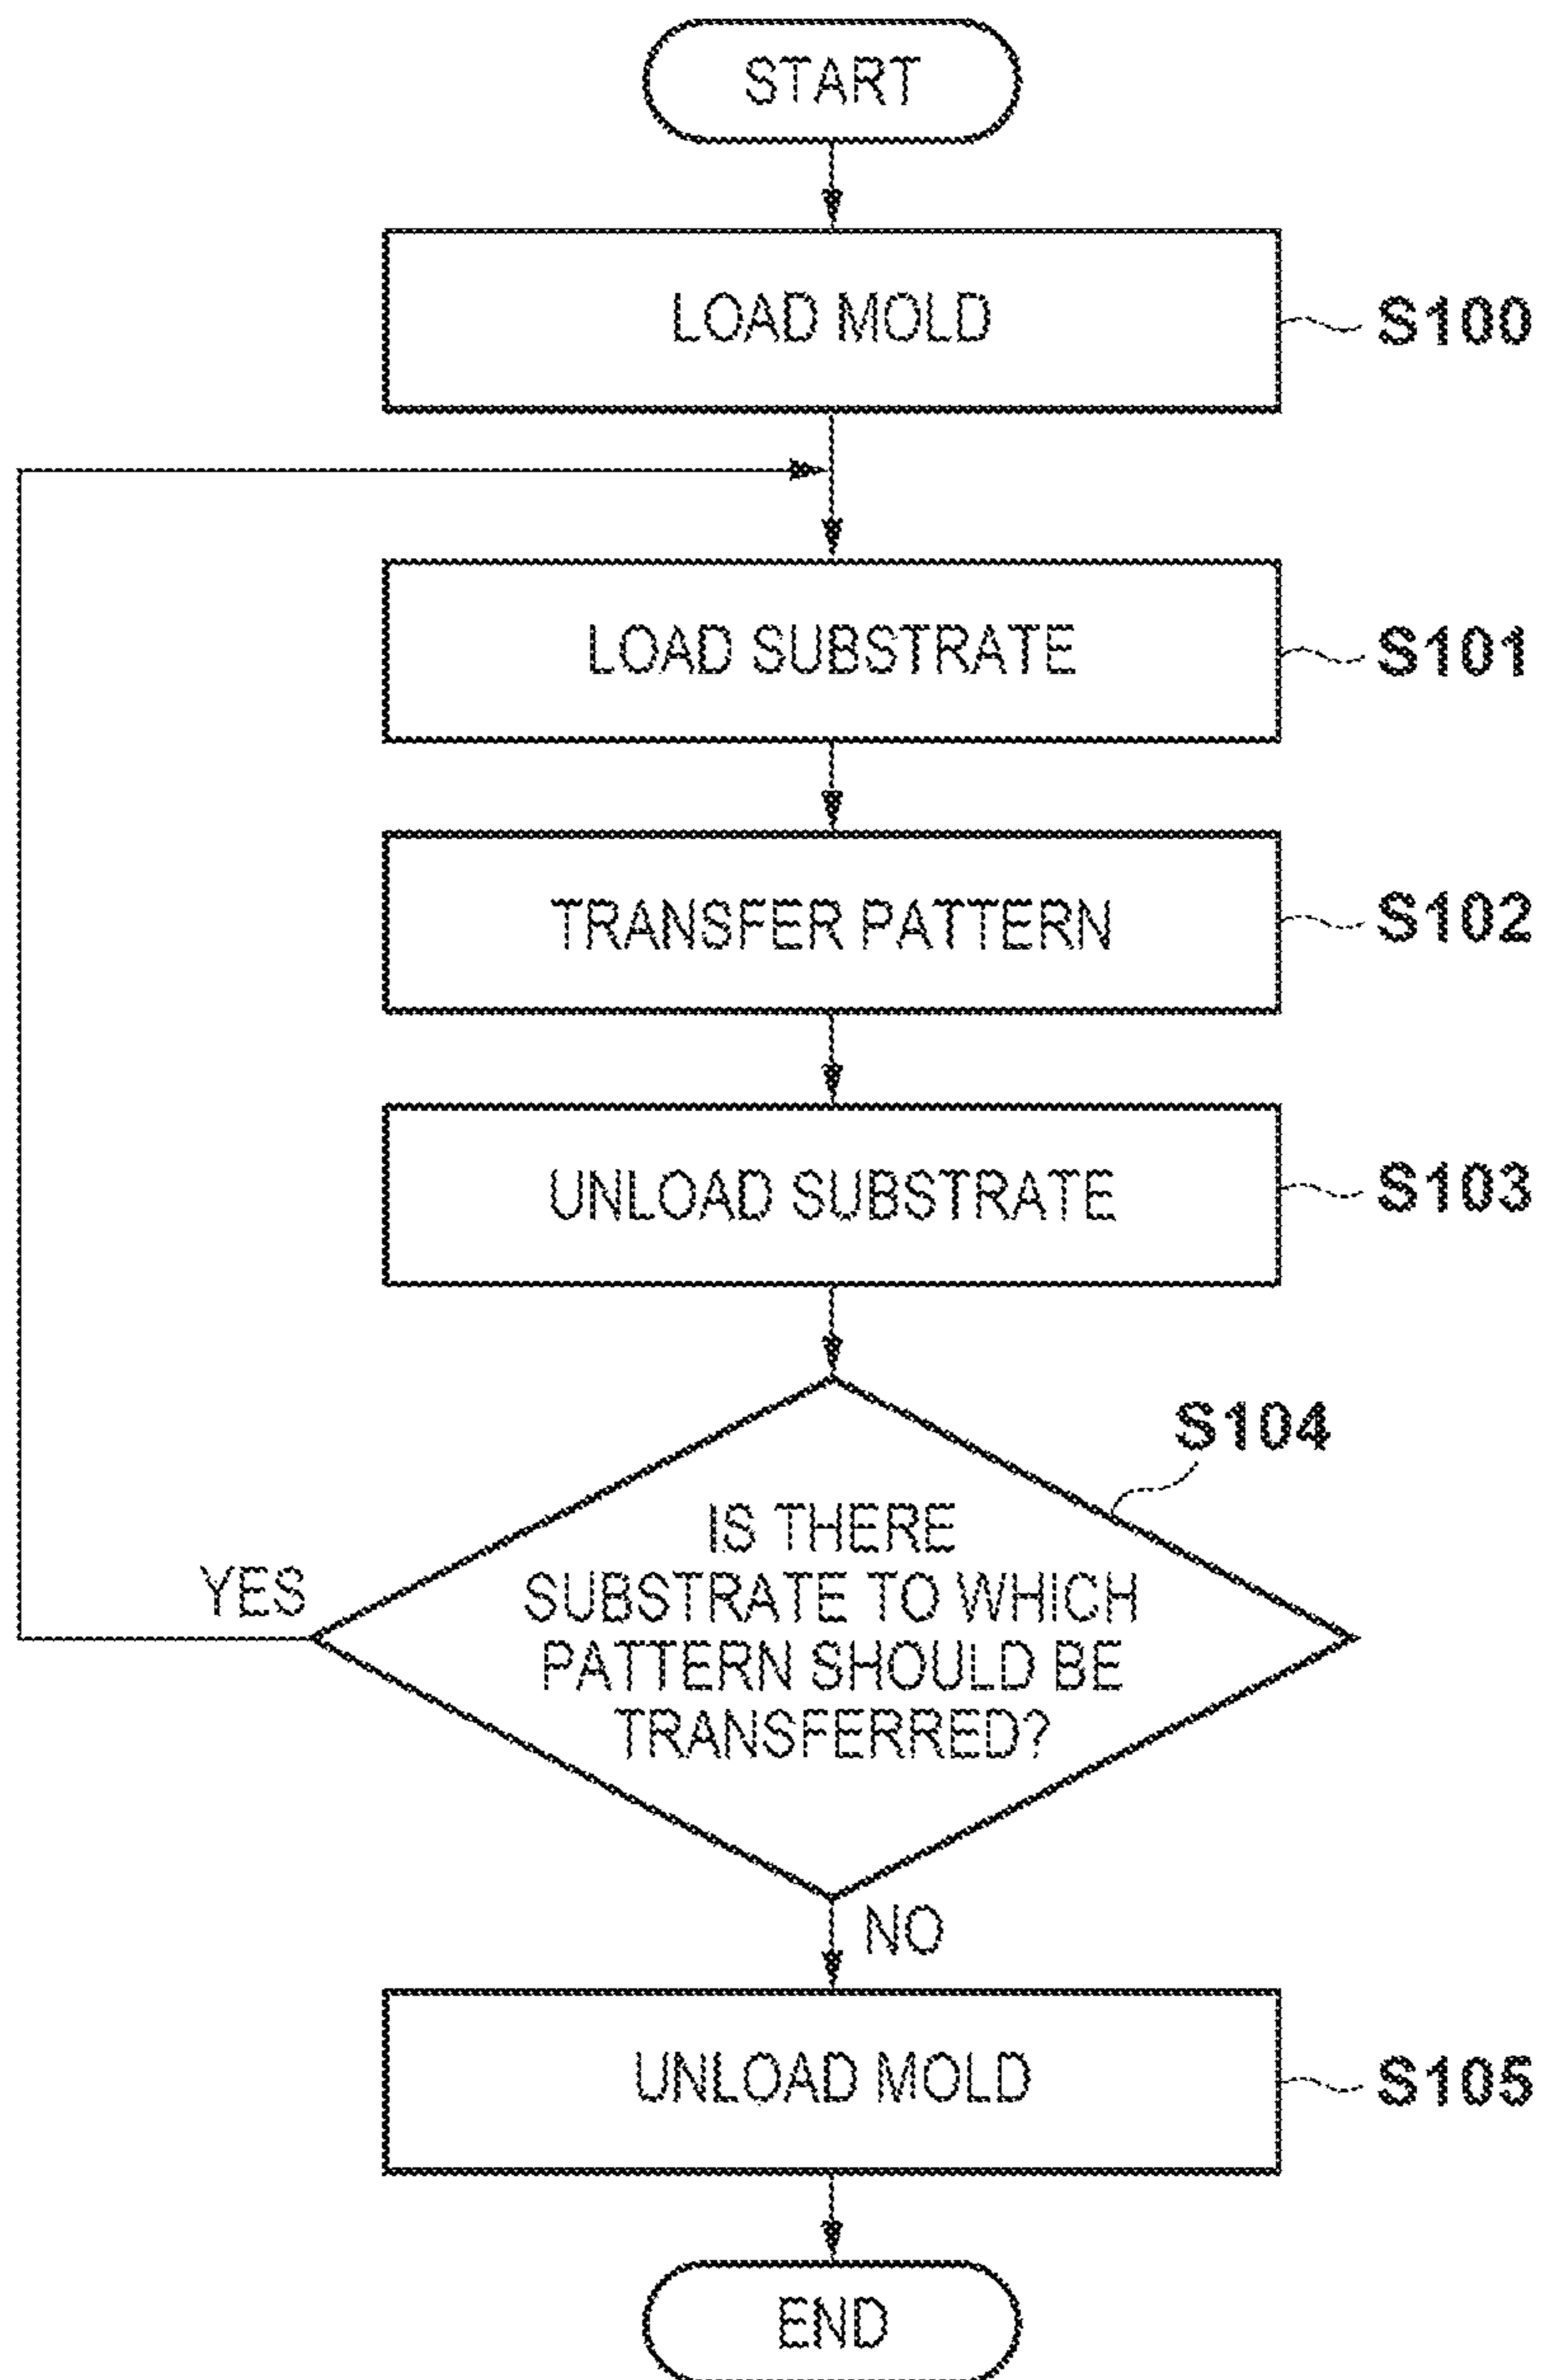 START
LOAD MOLD
S100
LOAD SUBSTRATE
S101
TRANSFER PATTERN
S102
UNLOAD SUBSTRATE
S103
S104
IS THERE
SUBSTRATE TO WHICH
PATTERN SHOULD BE
TRANSFERRED?
YES
NO
UNLOAD MOLD
S105
END